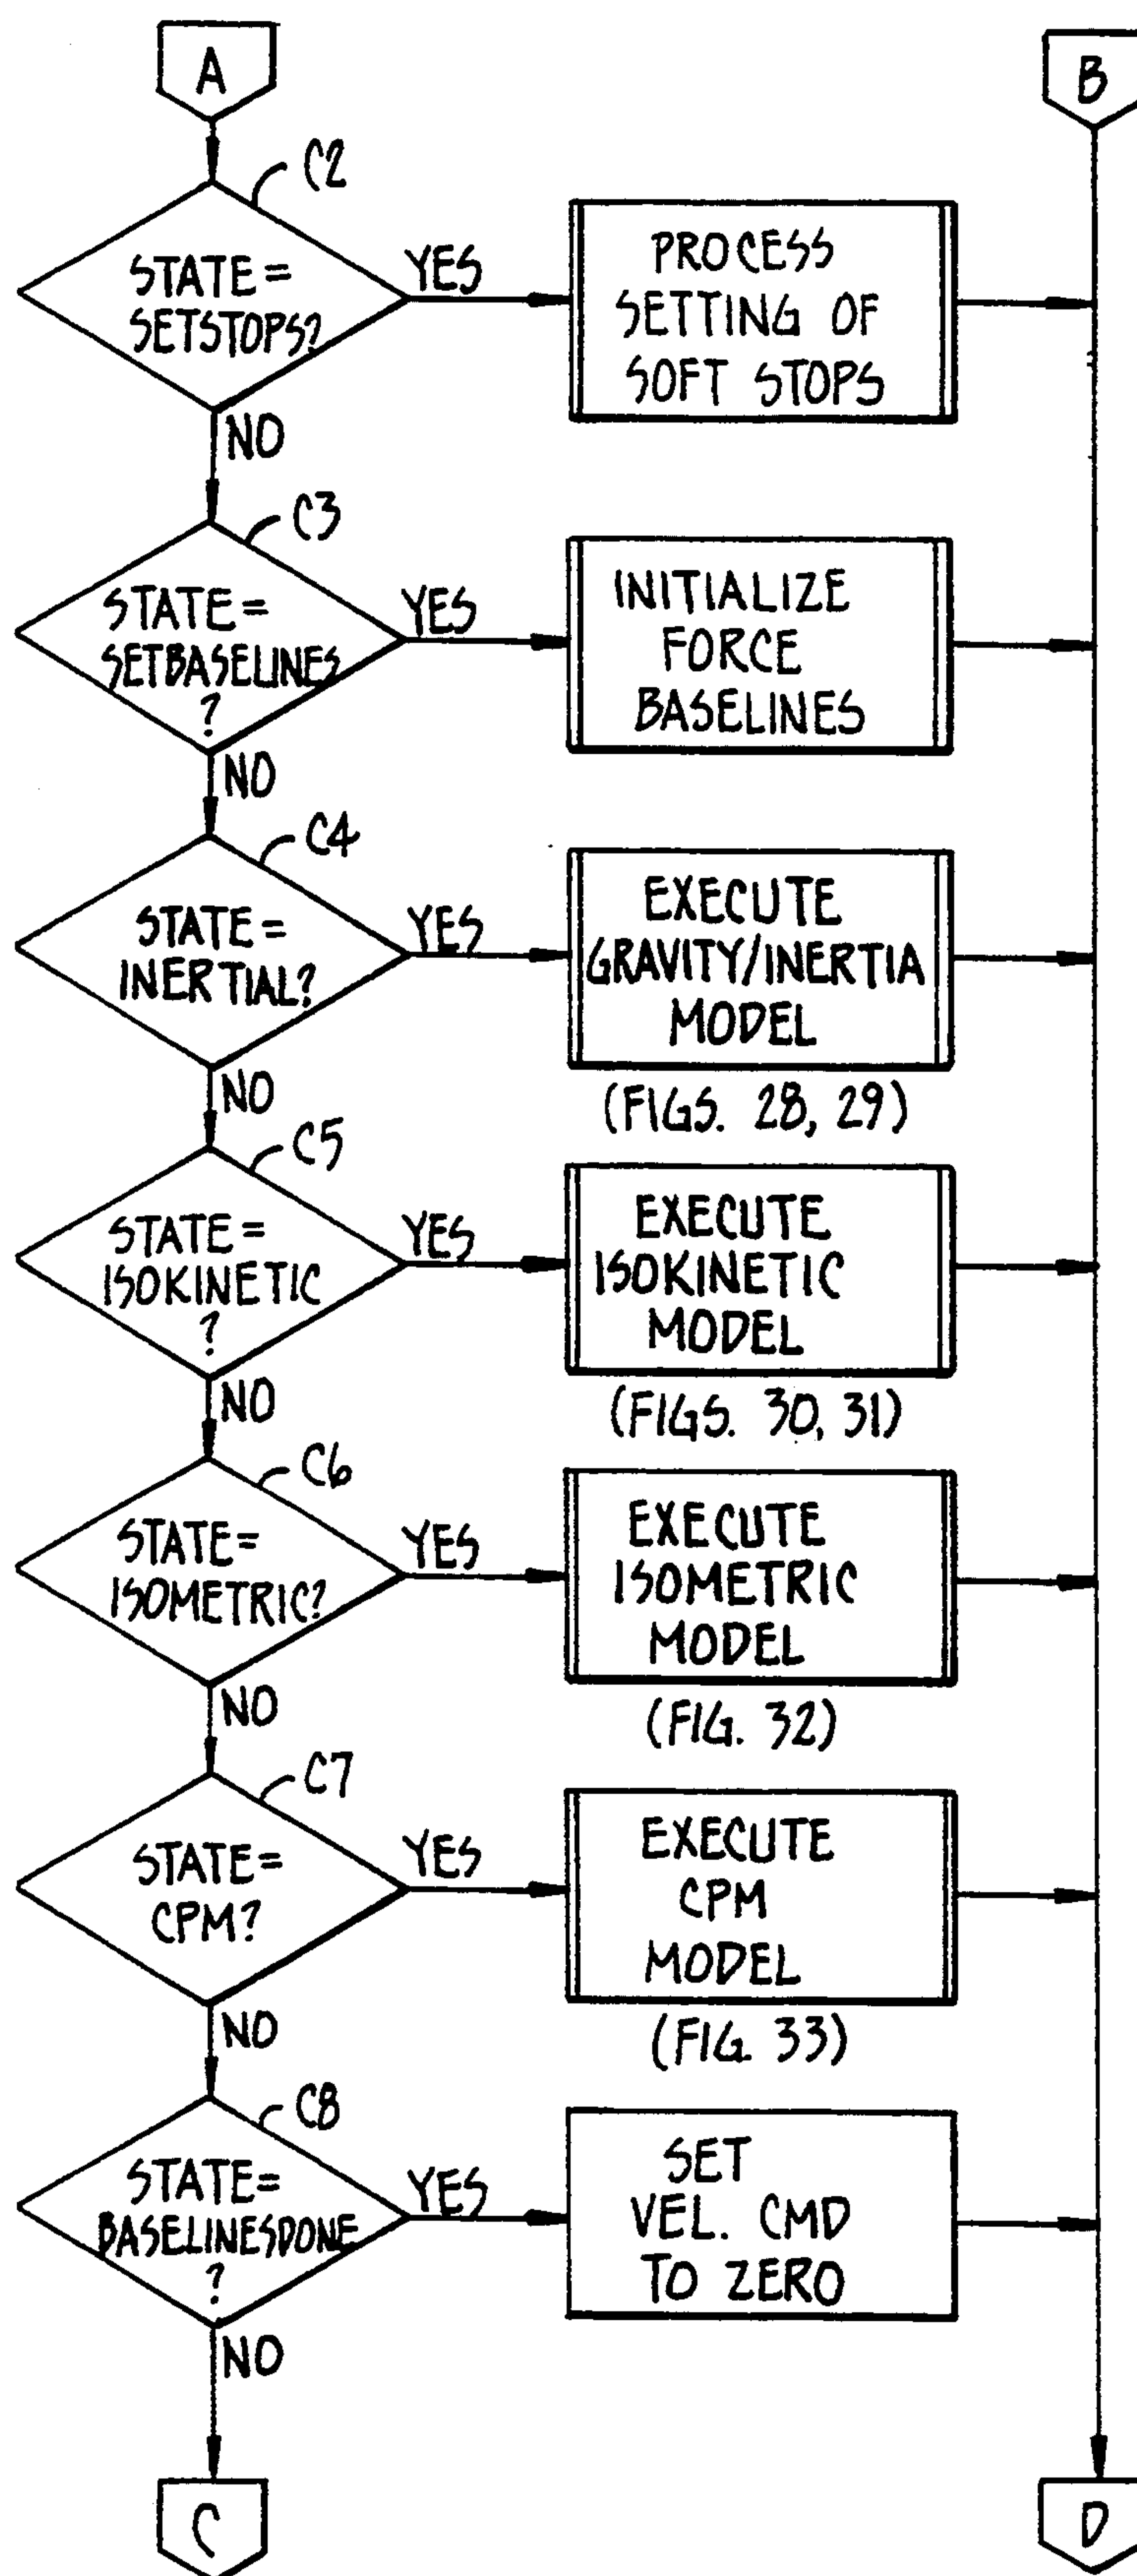 A
B
C2
STATE=
SETSTOPS?
YES
PROCESS
SETTING OF
SOFT STOPS
NO
C3
STATE=
SETBASELINES
?
YES
INITIALIZE
FORCE
BASELINES
NO
C4
STATE=
INERTIAL?
YES
EXECUTE
GRAVITY/INERTIA
MODEL
(FIGS. 28, 29)
NO
C5
STATE=
ISOKINETIC
?
YES
EXECUTE
ISOKINETIC
MODEL
(FIGS. 30, 31)
NO
C6
STATE=
ISOMETRIC?
YES
EXECUTE
ISOMETRIC
MODEL
(FIG. 32)
NO
C7
STATE=
CPM?
YES
EXECUTE
CPM
MODEL
(FIG. 33)
NO
C8
STATE=
BASELINESDONE
?
YES
SET
VEL. CMD
TO ZERO
NO
C
D